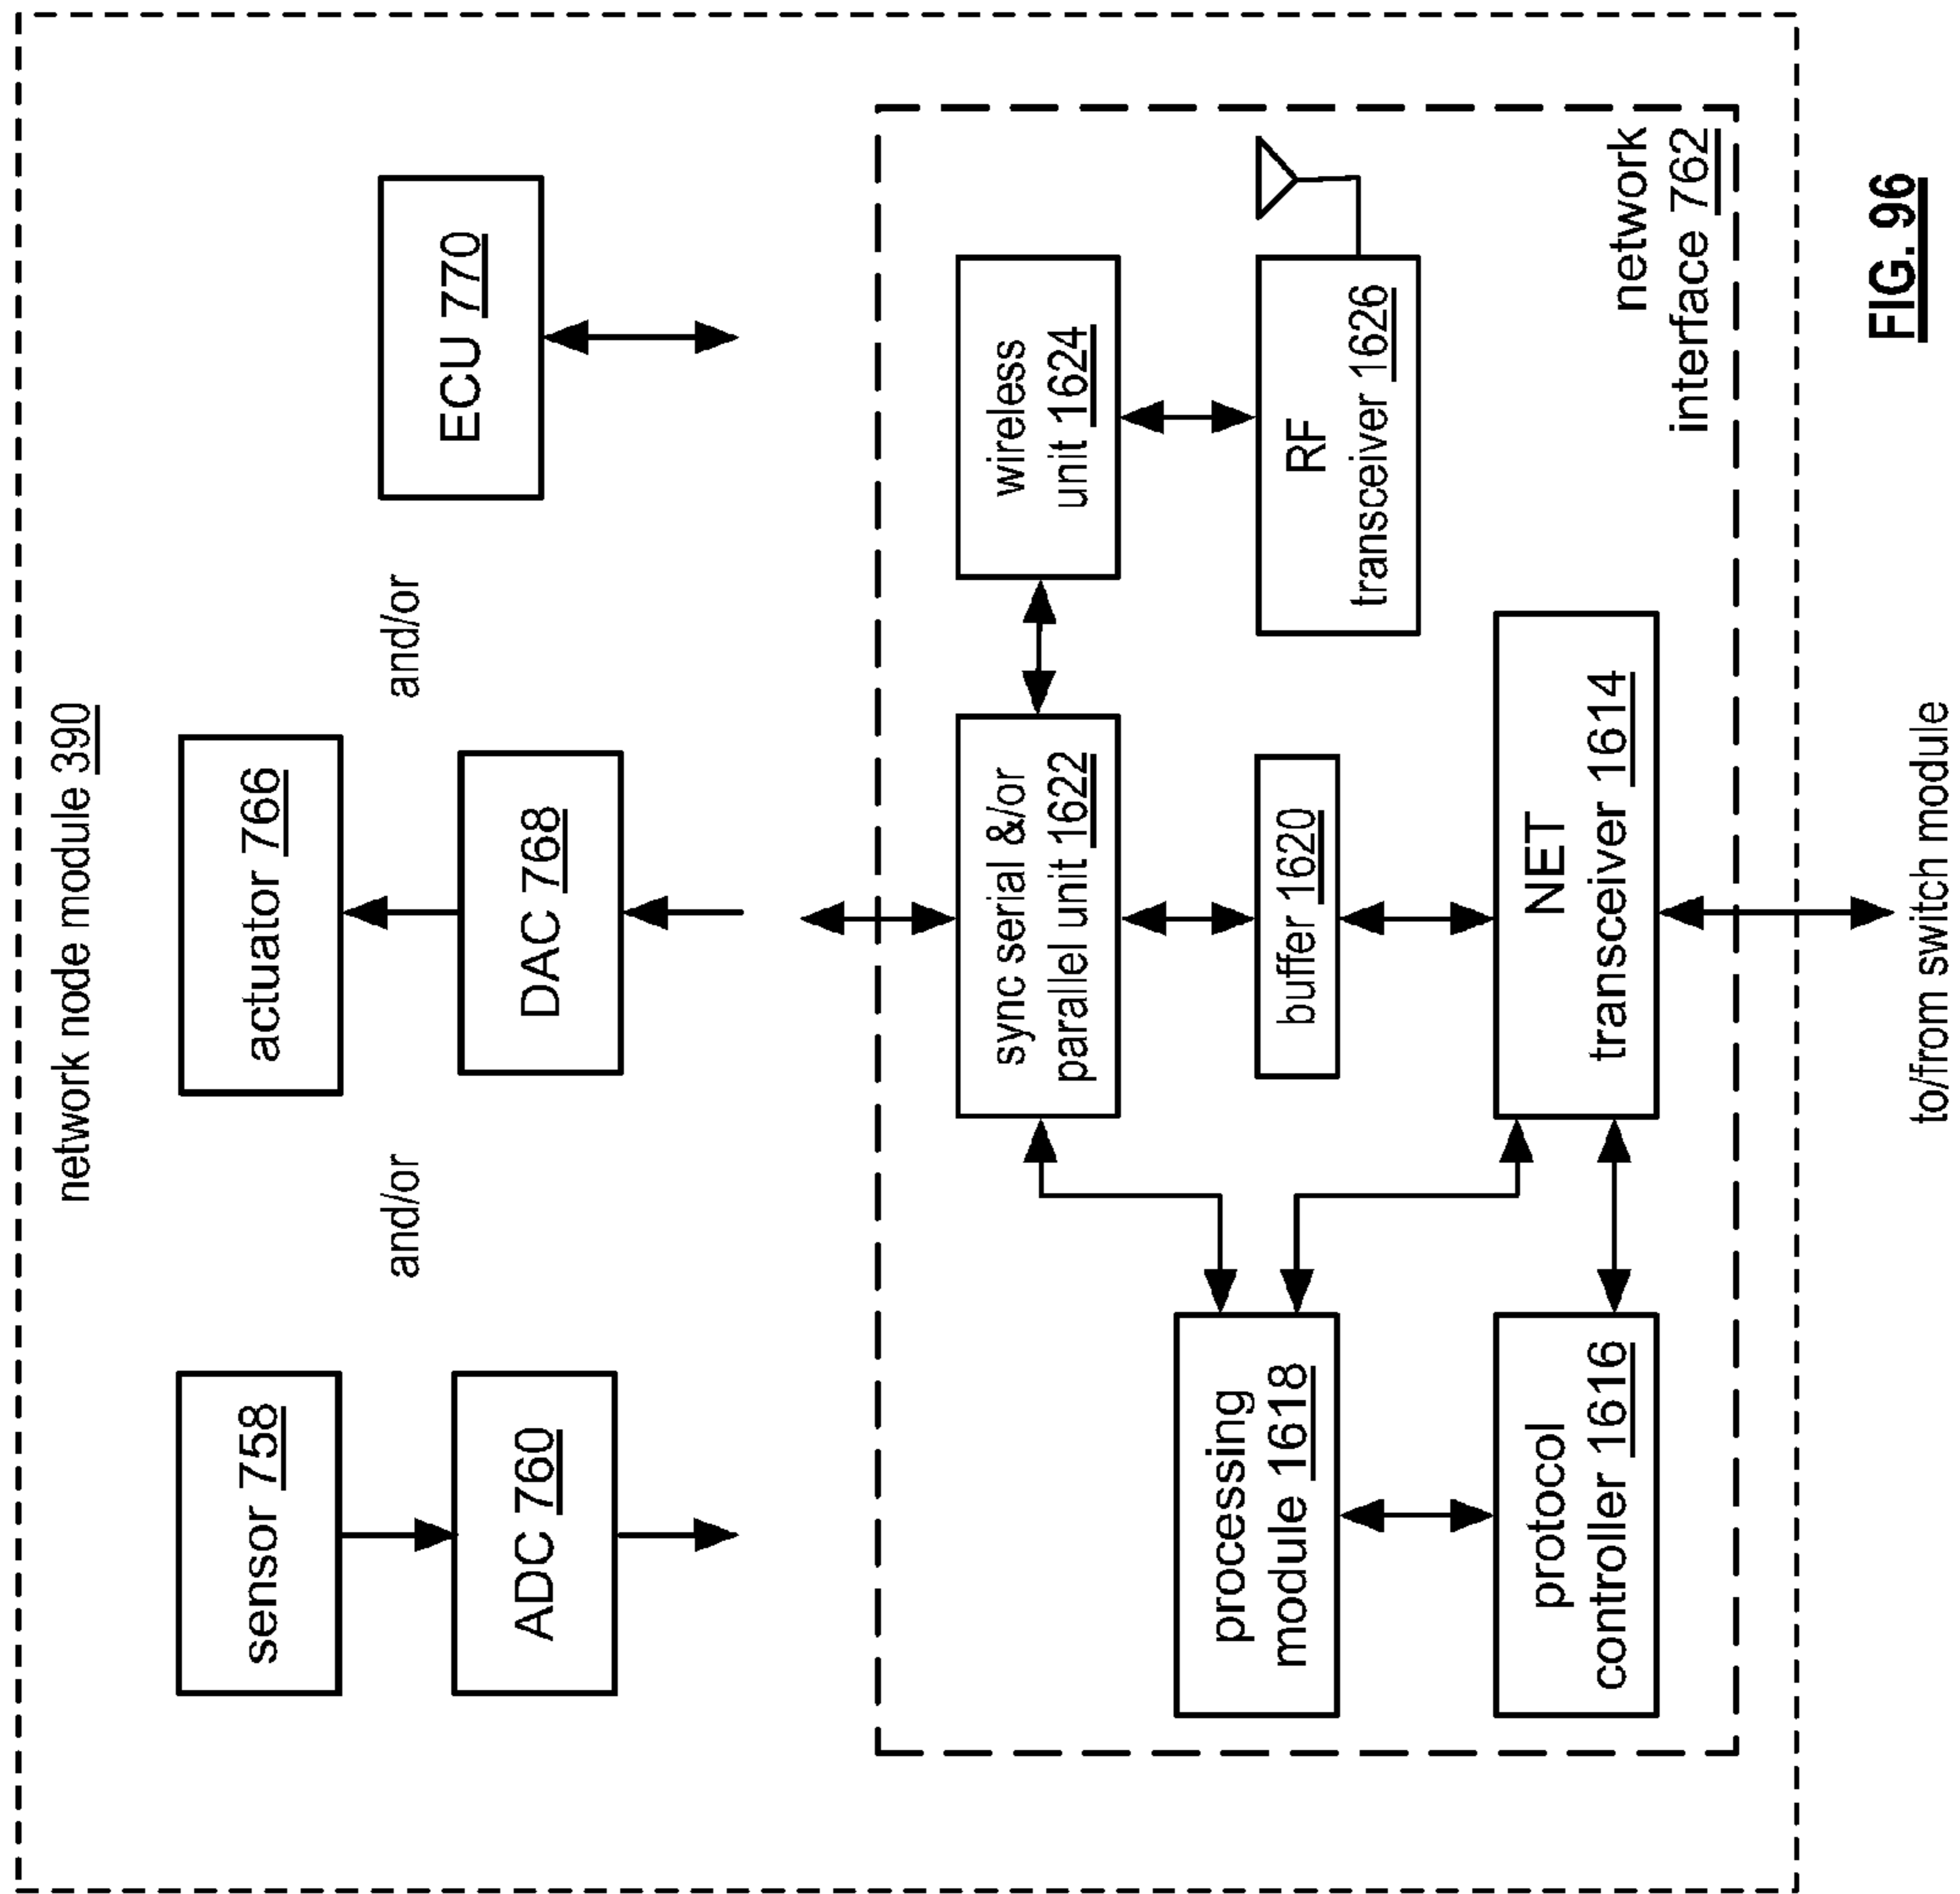 network node module 390
sensor 758
ADC 760
and/or
actuator 766
DAC 768
and/or
ECU 770
sync serial &/or
parallel unit 1622
wireless
unit 1624
processing
module 1618
buffer 1620
RF
transceiver 1626
protocol
controller 1616
NET
transceiver 1614
network
interface 762
to/from switch module
FIG. 96